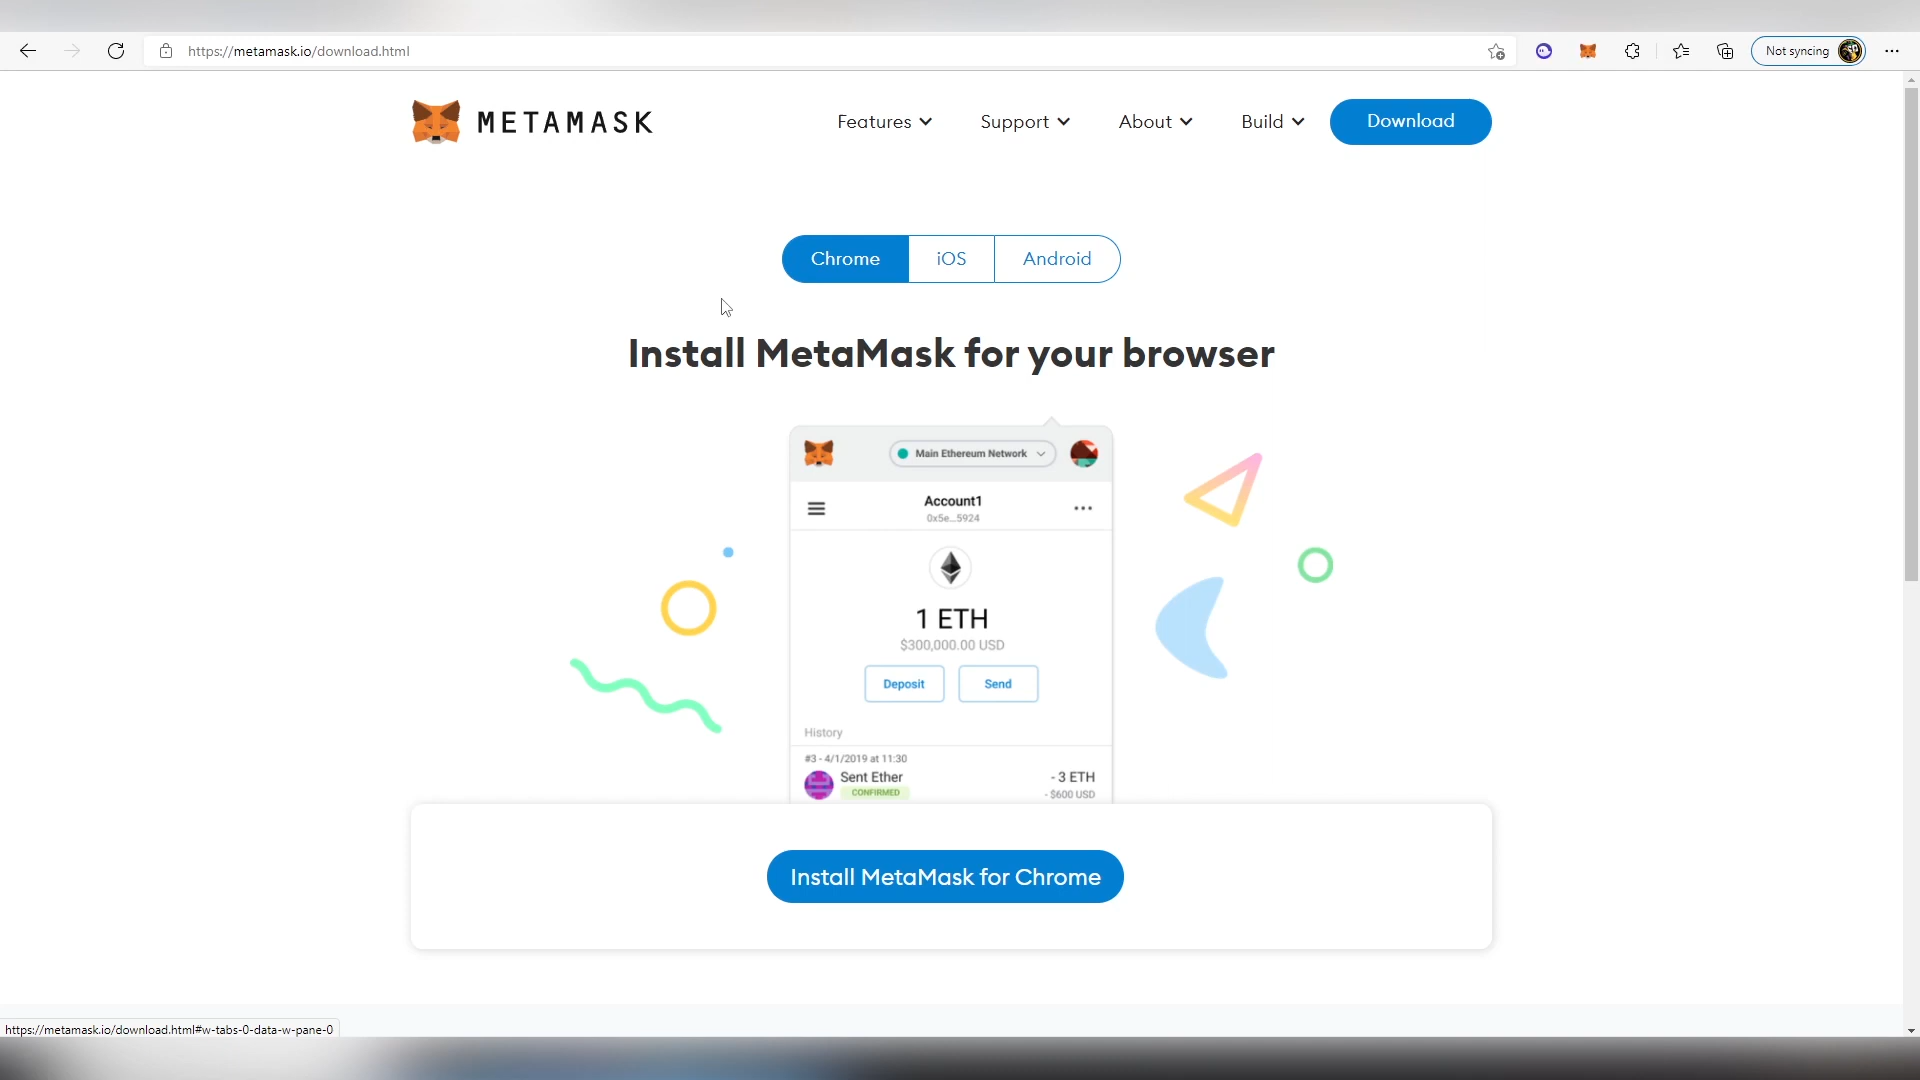 https://metamask.io/download.html
Not syncing
METAMASK
Features
Support
About
Build
Download
Chrome
iOS
Android
Install MetaMask for your browser
Main Ethereum Network
Account1
0x5e...5924
1 ETH
$300,000.00 USD
Deposit
Send
History
#3 - 4/1/2019 at 11:30
Sent Ether
- 3 ETH
CONFIRMED
- $600 USD
Install MetaMask for Chrome
https://metamask.io/download.html#w-tabs-0-data-w-pane-0